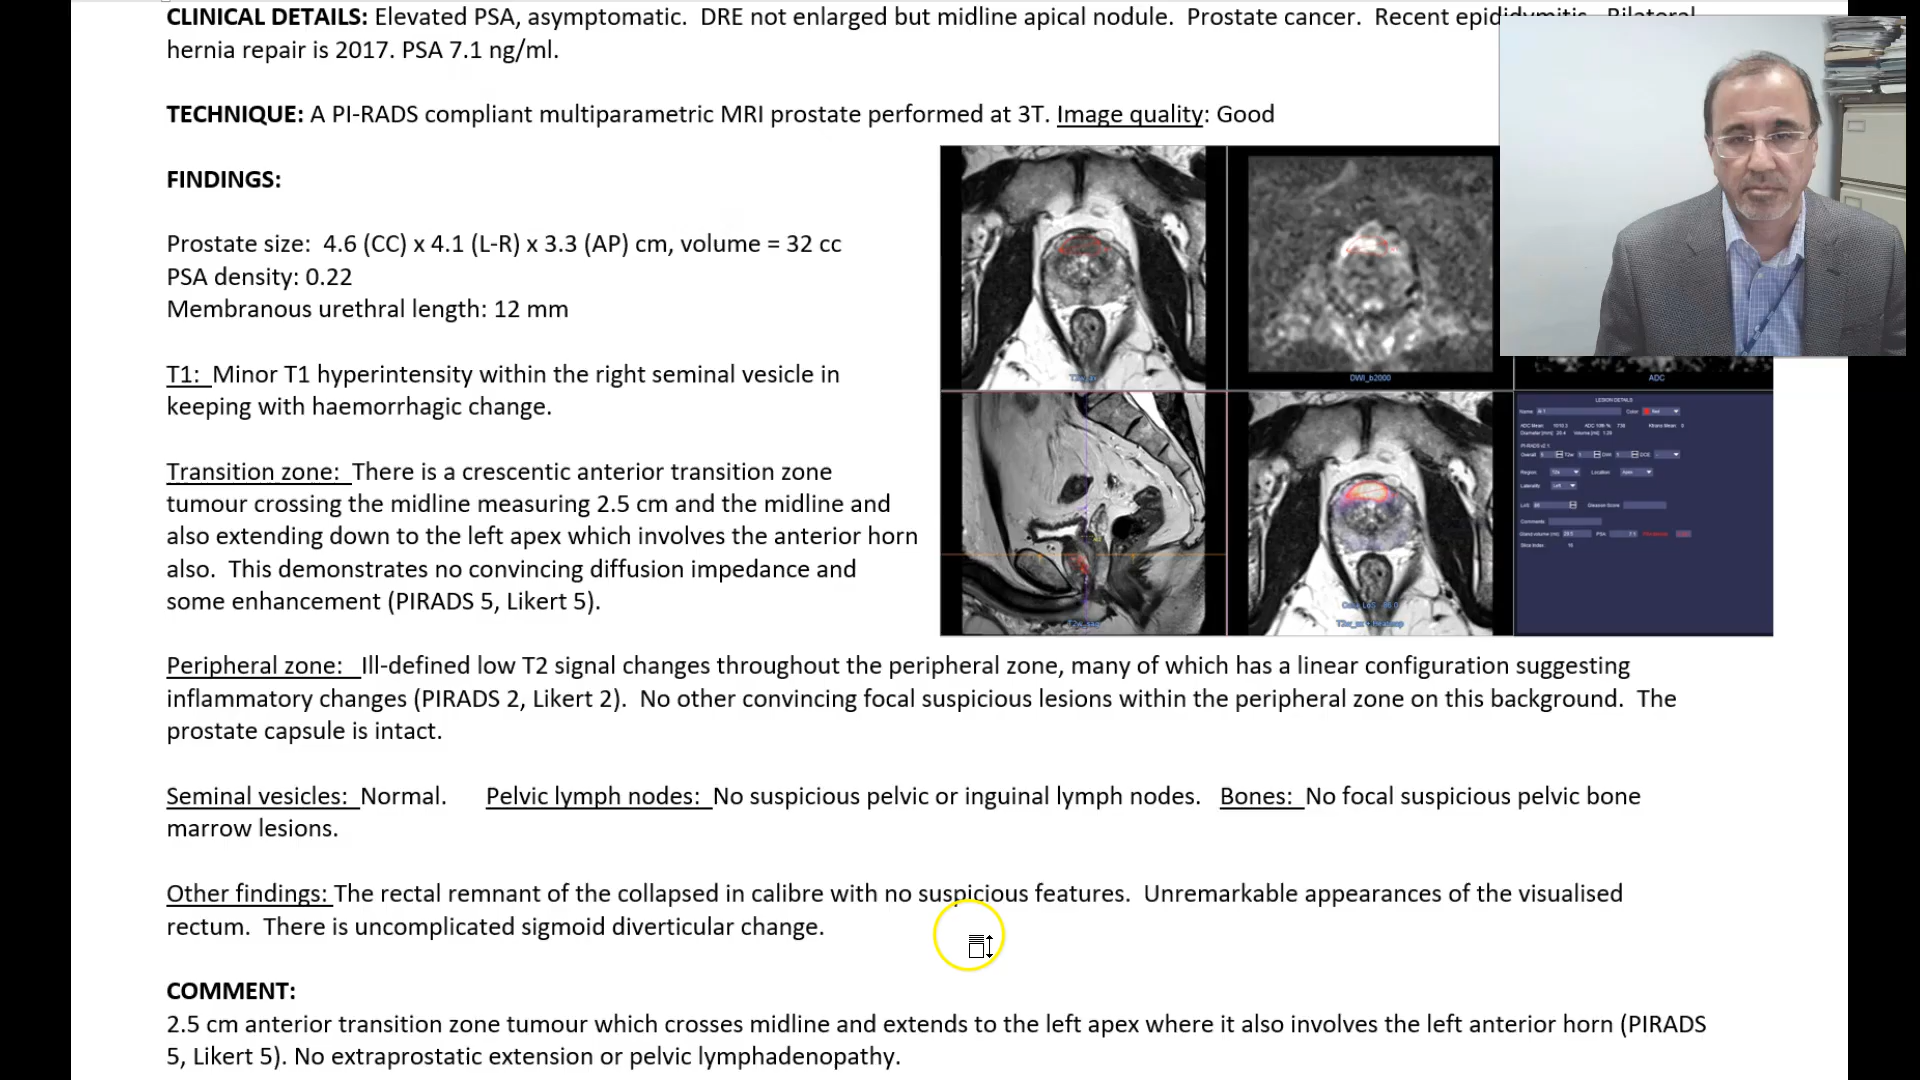 CLINICAL DETAILS: Elevated PSA, asymptomatic. DRE not enlarged but midline apical nodule. Prostate cancer. Recent epididymitis. Bilateral
hernia repair is 2017. PSA 7.1 ng/ml.
TECHNIQUE: A PI-RADS compliant multiparametric MRI prostate performed at 3T. Image quality: Good
FINDINGS:
Prostate size: 4.6 (CC) x 4.1 (L-R) x 3.3 (AP) cm, volume = 32 cc
PSA density: 0.22
Membranous urethral length: 12 mm
T1: Minor T1 hyperintensity within the right seminal vesicle in
keeping with haemorrhagic change.
Transition zone: There is a crescentic anterior transition zone
tumour crossing the midline measuring 2.5 cm and the midline and
also extending down to the left apex which involves the anterior horn
also. This demonstrates no convincing diffusion impedance and
some enhancement (PIRADS 5, Likert 5).
DWI_b2000
ADC
LESION DETAILS
Peripheral zone: Ill-defined low T2 signal changes throughout the peripheral zone, many of which has a linear configuration suggesting
inflammatory changes (PIRADS 2, Likert 2). No other convincing focal suspicious lesions within the peripheral zone on this background. The
prostate capsule is intact.
Seminal vesicles: Normal. Pelvic lymph nodes: No suspicious pelvic or inguinal lymph nodes. Bones: No focal suspicious pelvic bone
marrow lesions.
Other findings: The rectal remnant of the collapsed in calibre with no suspicious features. Unremarkable appearances of the visualised
rectum. There is uncomplicated sigmoid diverticular change.
COMMENT:
2.5 cm anterior transition zone tumour which crosses midline and extends to the left apex where it also involves the left anterior horn (PIRADS
5, Likert 5). No extraprostatic extension or pelvic lymphadenopathy.